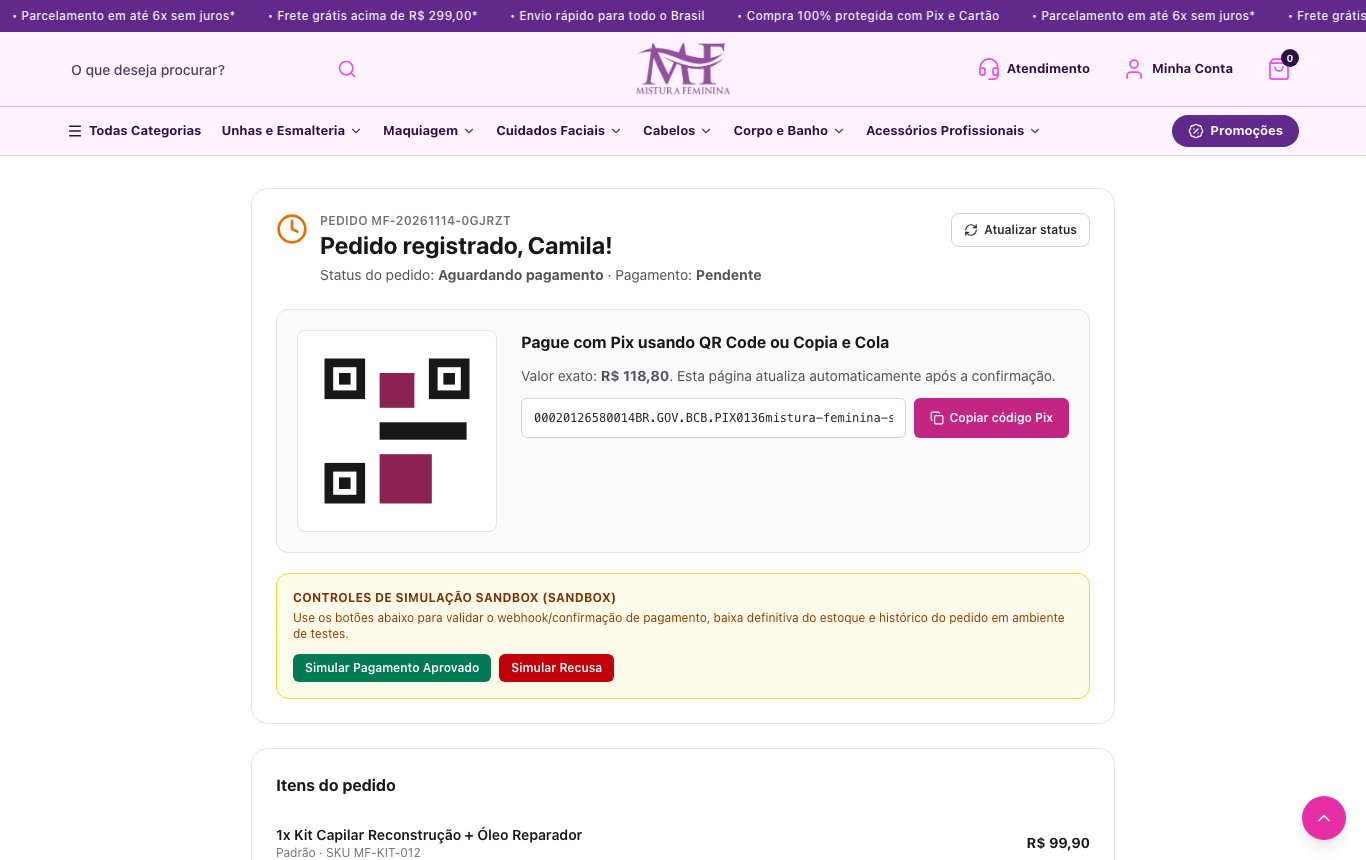 • Parcelamento em até 6x sem juros* • Frete grátis acima de R$ 299,00* • Envio rápido para todo o Brasil • Compra 100% protegida com Pix e Cartão • Parcelamento em até 6x sem juros* • Frete grátis
O que deseja procurar?
MF
MISTURA FEMININA
Atendimento
Minha Conta
0
Todas Categorias Unhas e Esmalteria Maquiagem Cuidados Faciais Cabelos Corpo e Banho Acessórios Profissionais Promoções
PEDIDO MF-20261114-0GJRZT
Pedido registrado, Camila!
Status do pedido: Aguardando pagamento · Pagamento: Pendente
Atualizar status
Pague com Pix usando QR Code ou Copia e Cola
Valor exato: R$ 118,80. Esta página atualiza automaticamente após a confirmação.
00020126580014BR.GOV.BCB.PIX0136mistura-feminina-s
Copiar código Pix
CONTROLES DE SIMULAÇÃO SANDBOX (SANDBOX)
Use os botões abaixo para validar o webhook/confirmação de pagamento, baixa definitiva do estoque e histórico do pedido em ambiente
de testes.
Simular Pagamento Aprovado Simular Recusa
Itens do pedido
1x Kit Capilar Reconstrução + Óleo Reparador
Padrão · SKU MF-KIT-012
R$ 99,90